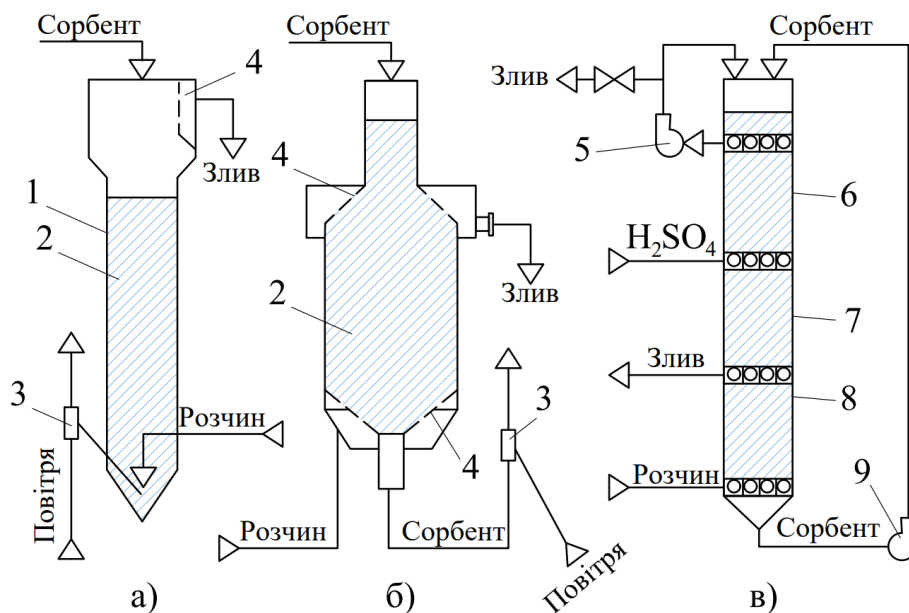 Сорбент
4
Злив
1
2
3
Повітря
Розчин
а)
Сорбент
4
2
Злив
3
4
Розчин
Сорбент
Повітря
б)
Сорбент
Злив
5
6
H₂SO₄
7
Злив
8
Розчин
9
Сорбент
в)